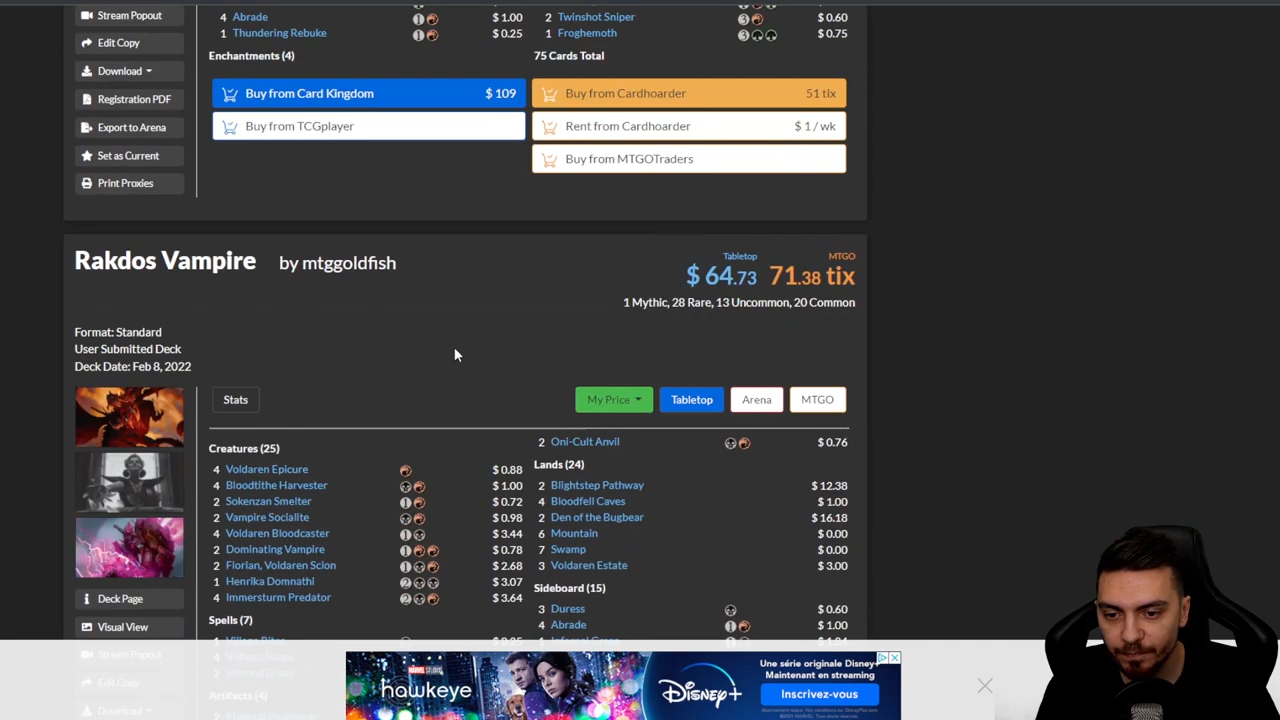 Stream Popout
Edit Copy
Download
Registration PDF
Export to Arena
Set as Current
Print Proxies
4 Abrade $ 1.00
1 Thundering Rebuke $ 0.25
Enchantments (4)
2 Twinshot Sniper $ 0.60
1 Froghemoth $ 0.75
75 Cards Total
Buy from Card Kingdom $ 109
Buy from TCGplayer
Buy from Cardhoarder 51 tix
Rent from Cardhoarder $ 1 / wk
Buy from MTGOTraders
Rakdos Vampire by mtggoldfish
Tabletop
$ 64.73
MTGO
71.38 tix
1 Mythic, 28 Rare, 13 Uncommon, 20 Common
Format: Standard
User Submitted Deck
Deck Date: Feb 8, 2022
Stats
My Price
Tabletop
Arena
MTGO
Creatures (25)
4 Voldaren Epicure $ 0.88
4 Bloodtithe Harvester $ 1.00
2 Sokenzan Smelter $ 0.72
2 Vampire Socialite $ 0.98
4 Voldaren Bloodcaster $ 3.44
2 Dominating Vampire $ 0.78
2 Florian, Voldaren Scion $ 2.68
1 Henrika Domnathi $ 3.07
4 Immersturm Predator $ 3.64
Spells (7)
2 Oni-Cult Anvil $ 0.76
Lands (24)
2 Blightstep Pathway $ 12.38
4 Bloodfell Caves $ 1.00
2 Den of the Bugbear $ 16.18
6 Mountain $ 0.00
7 Swamp $ 0.00
3 Voldaren Estate $ 3.00
Sideboard (15)
3 Duress $ 0.60
4 Abrade $ 1.00
Deck Page
Visual View
Stream Popout
Edit Copy
Download
Artifacts (4)
MARVEL STUDIOS
hawkeye
Disney+
Une série originale Disney+
Maintenant en streaming
Inscrivez-vous